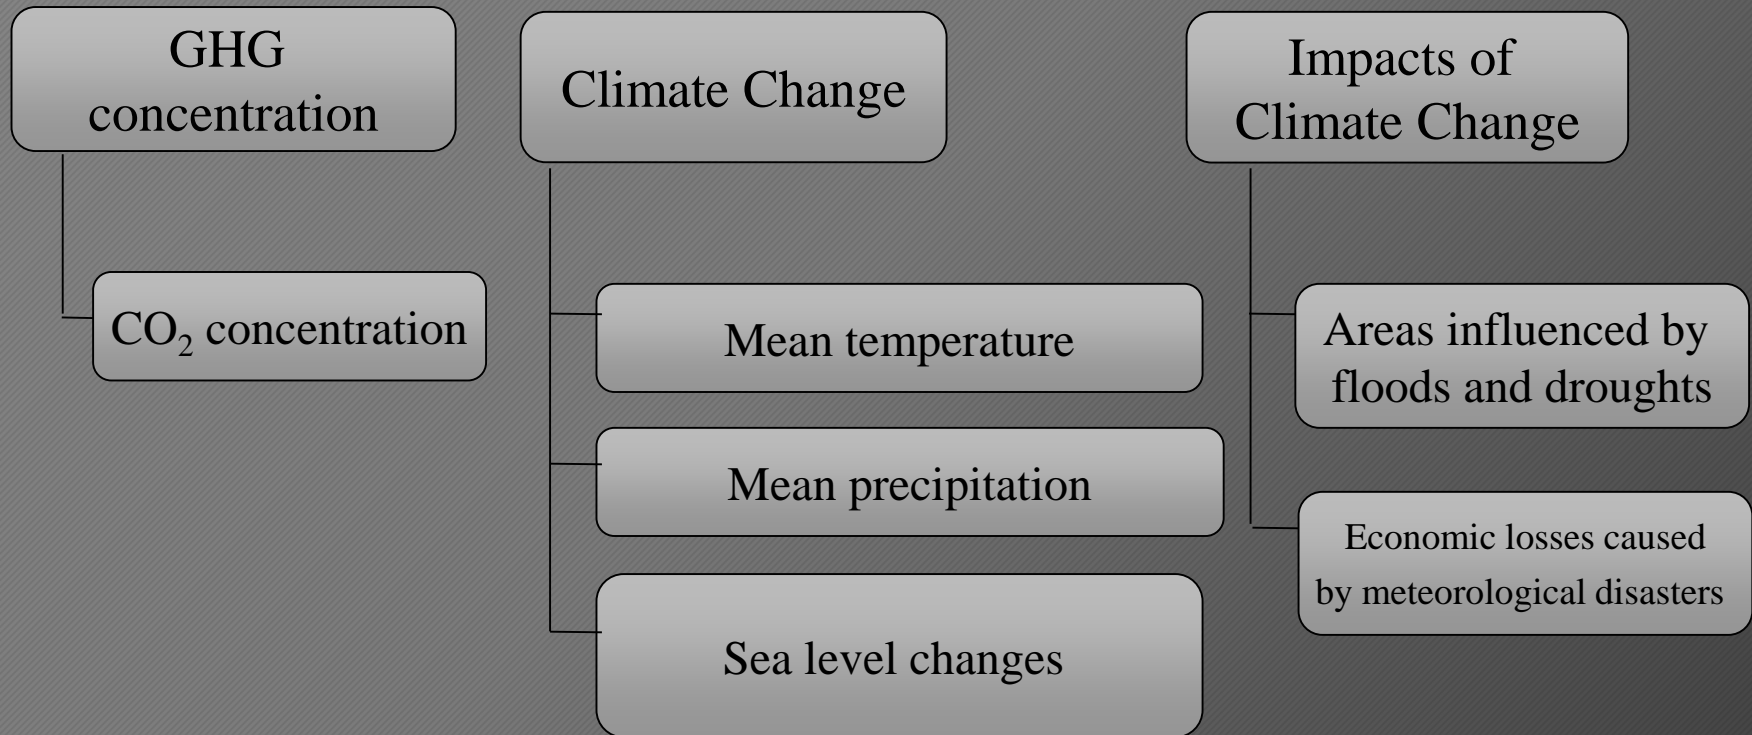 GHG
concentration
CO₂ concentration
Climate Change
Mean temperature
Mean precipitation
Sea level changes
Impacts of
Climate Change
Areas influenced by
floods and droughts
Economic losses caused
by meteorological disasters